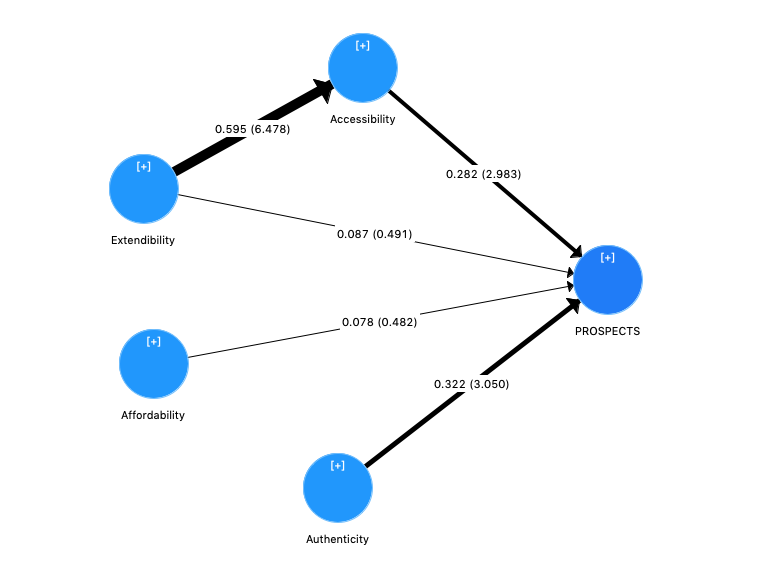 [+]
Accessibility
0.595 (6.478)
[+]
Extendibility
0.282 (2.983)
0.087 (0.491)
[+]
PROSPECTS
0.078 (0.482)
[+]
Affordability
0.322 (3.050)
[+]
Authenticity